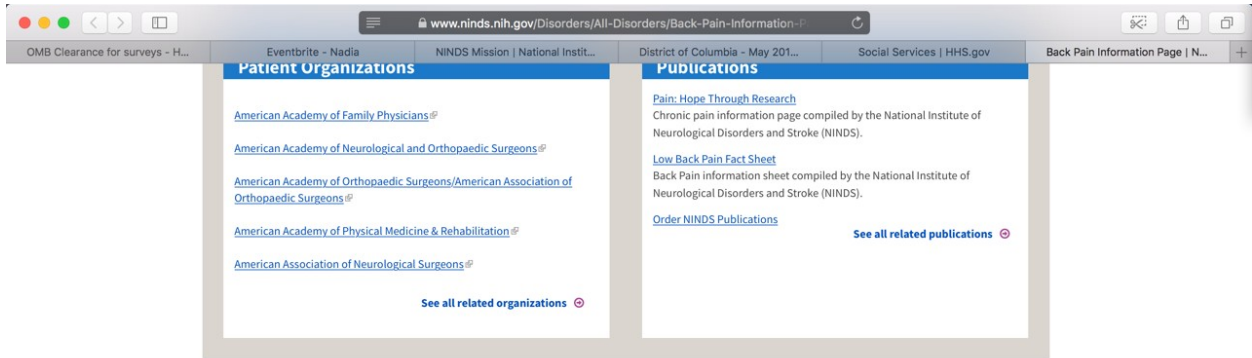 www.ninds.nih.gov/Disorders/All-Disorders/Back-Pain-Information-P
OMB Clearance for surveys - H...
Eventbrite - Nadia
NINDS Mission | National Instit...
District of Columbia - May 201...
Social Services | HHS.gov
Back Pain Information Page | N...
Patient Organizations
American Academy of Family Physicians
American Academy of Neurological and Orthopaedic Surgeons
American Academy of Orthopaedic Surgeons/American Association of
Orthopaedic Surgeons
American Academy of Physical Medicine & Rehabilitation
American Association of Neurological Surgeons
See all related organizations
Publications
Pain: Hope Through Research
Chronic pain information page compiled by the National Institute of
Neurological Disorders and Stroke (NINDS).
Low Back Pain Fact Sheet
Back Pain information sheet compiled by the National Institute of
Neurological Disorders and Stroke (NINDS).
Order NINDS Publications
See all related publications